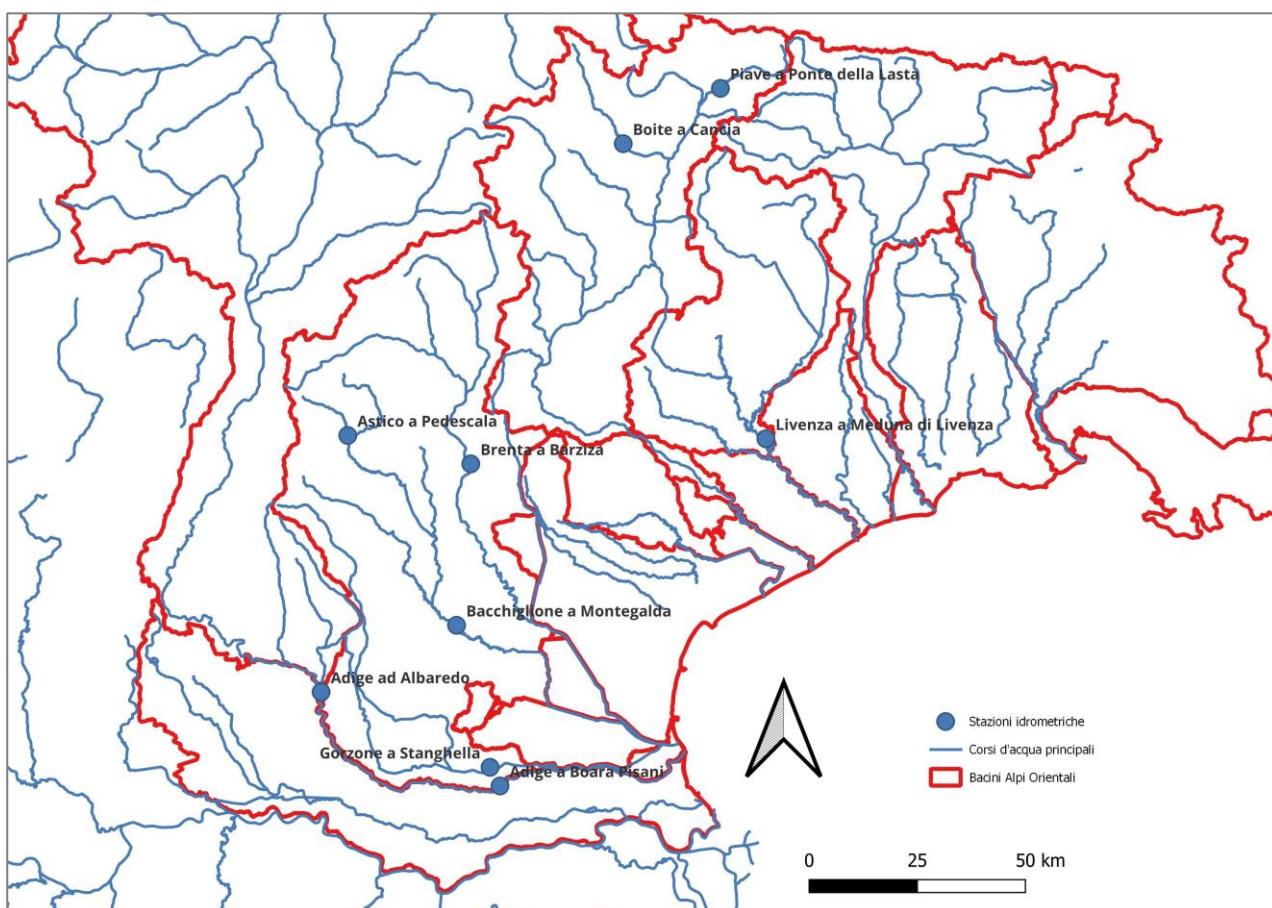 Piave a Ponte della Lasta
Boite a Cancia
Astico a Pedescala
Livenza a Meduna di Livenza
Brenta a Barziza
Bacchiglione a Montegalda
Adige ad Albaredo
Gorzone a Stanghella
Adige a Boara Pisani
Stazioni idrometriche
Corsi d'acqua principali
Bacini Alpi Orientali
0 25 50 km